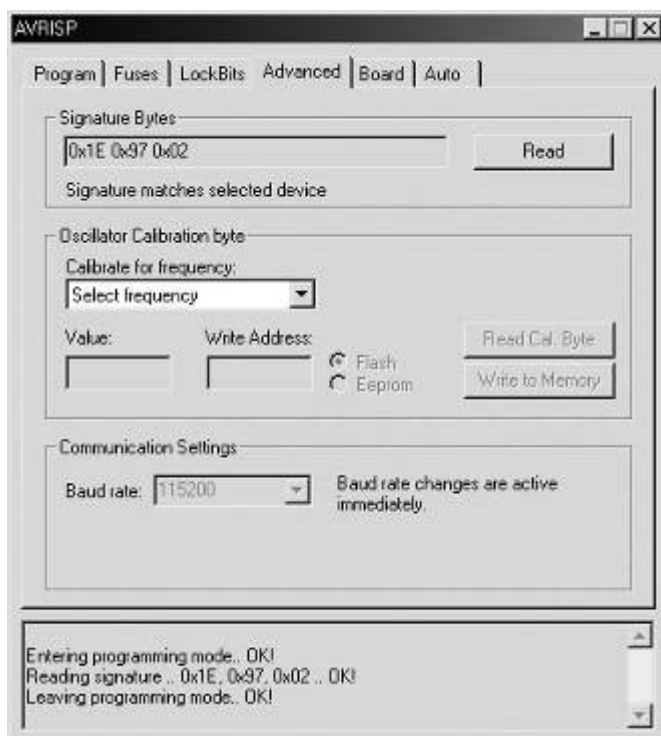 AVRISP
Program Fuses LockBits Advanced Board Auto
Signature Bytes
0x1E 0x97 0x02
Read
Signature matches selected device
Oscillator Calibration byte
Calibrate for frequency:
Select frequency
Value: Write Address:
Flash
Eeprom
Read Cal. Byte
Write to Memory
Communication Settings
Baud rate: 115200
Baud rate changes are active
immediately.
Entering programming mode.. OK!
Reading signature .. 0x1E, 0x97, 0x02 .. OK!
Leaving programming mode.. OK!